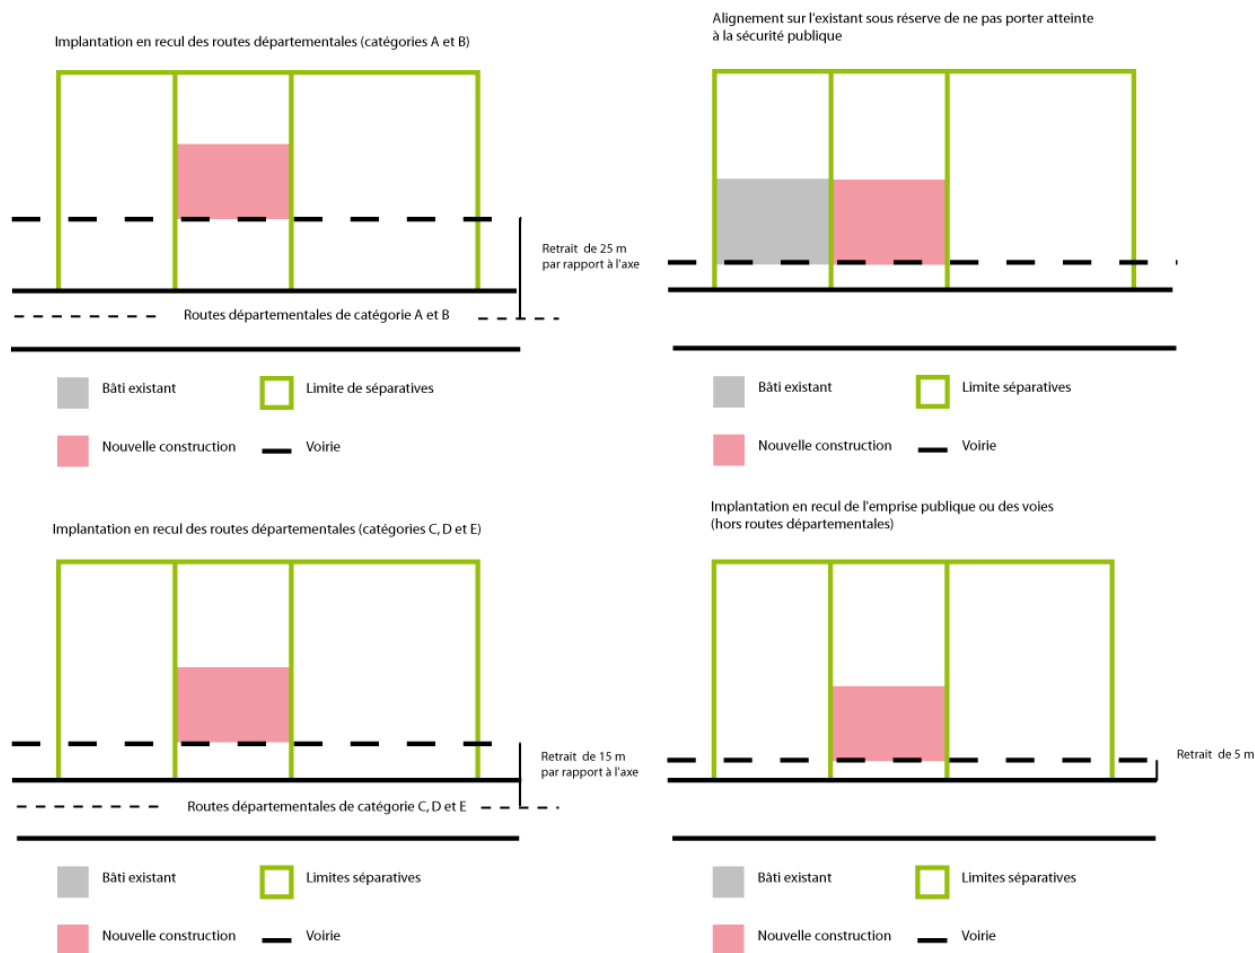 Implantation en recul des routes départementales (catégories A et B)
Retrait de 25 m
par rapport à l'axe
Routes départementales de catégorie A et B
Bâti existant
Limite de séparatives
Nouvelle construction
Voirie
Alignement sur l'existant sous réserve de ne pas porter atteinte
à la sécurité publique
Bâti existant
Limite séparatives
Nouvelle construction
Voirie
Implantation en recul des routes départementales (catégories C, D et E)
Retrait de 15 m
par rapport à l'axe
Routes départementales de catégorie C, D et E
Bâti existant
Limites séparatives
Nouvelle construction
Voirie
Implantation en recul de l'emprise publique ou des voies
(hors routes départementales)
Retrait de 5 m
Bâti existant
Limites séparatives
Nouvelle construction
Voirie